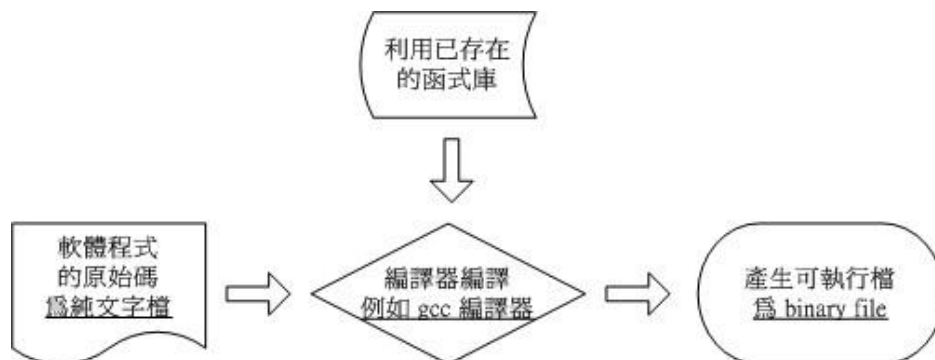 利用已存在
的函式庫
軟體程式
的原始碼
為純文字檔
編譯器編譯
例如 gcc 編譯器
產生可執行檔
為 binary file